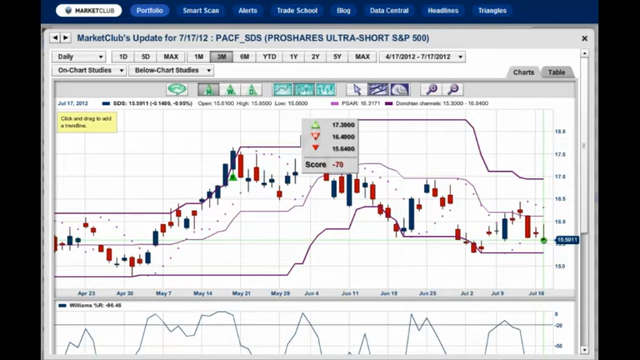 MARKETCLUB Portfolio Smart Scan Alerts Trade School Blog Data Central Headlines Triangles
MarketClub's Update for 7/17/12 : PACF_SDS (PROSHARES ULTRA-SHORT S&P 500)
Daily 1D 5D MAX 1M 3M MAX 1Y 2Y 5Y MAX 4/17/2012 - 7/17/2012
On-Chart Studies Below-Chart Studies Charts Table
M W D
Jul 17, 2012 SDS: 15.5911 (-0.1499, -0.95%) Open: 15.6100 High: 15.9500 Low: 15.5800 PSAR: 16.3171 Donchian channels: 15.3000 - 16.9400
Click and drag to add
a trendline.
17.3900
16.4900
15.6400
Score -70
18.0
17.5
17.0
16.5
16.0
15.5911
15.0
Apr 23 Apr 30 May 7 May 14 May 21 May 29 Jun 4 Jun 11 Jun 18 Jun 25 Jul 2 Jul 9 Jul 16
Williams %R: -96.46
0
-20
-40
-60